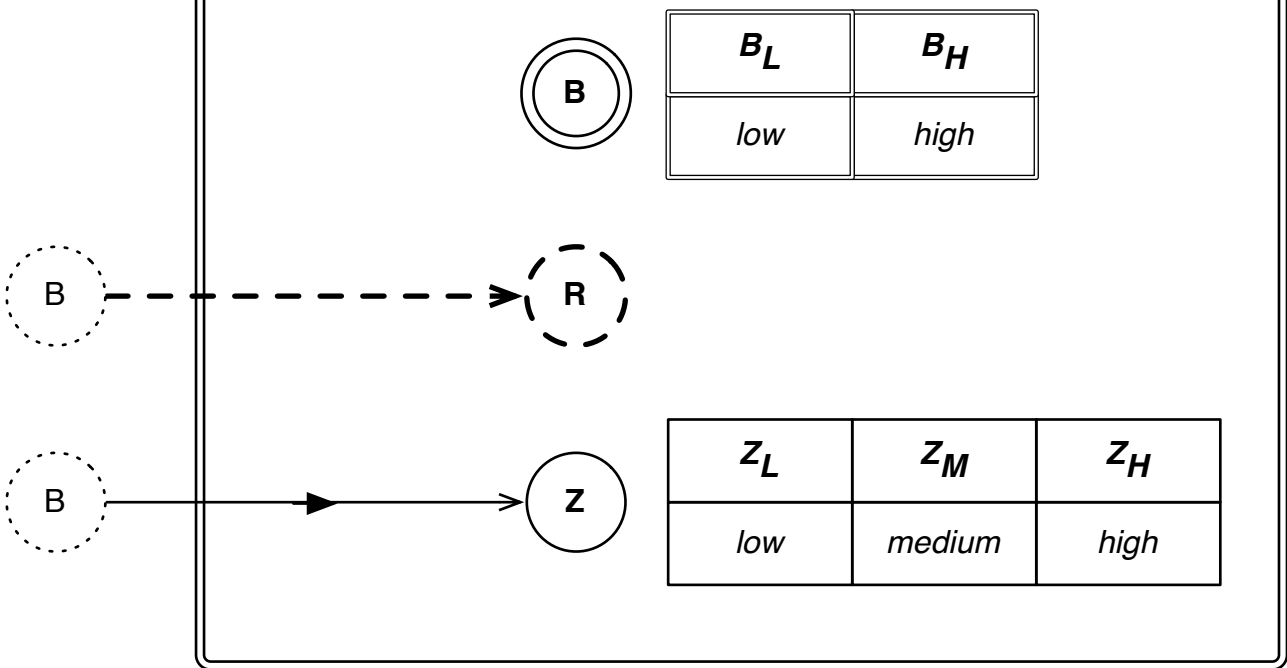 B B_L B_H
low high
B R
B Z Z_L Z_M Z_H
low medium high